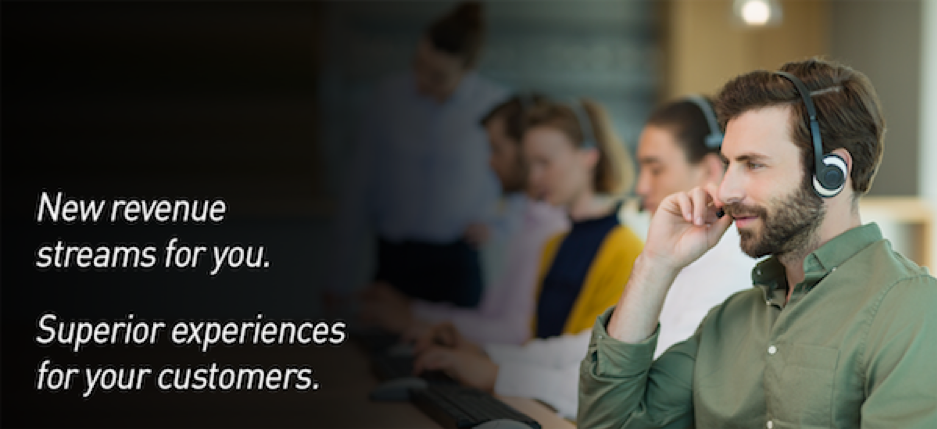 New revenue
streams for you.
Superior experiences
for your customers.